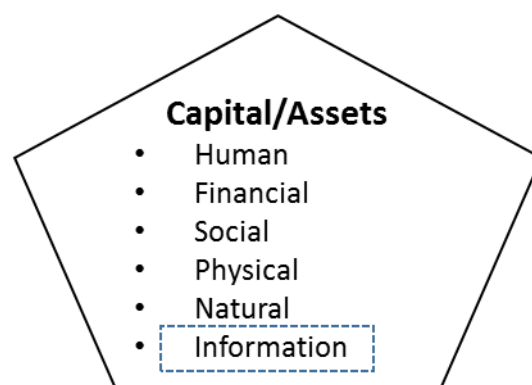 Capital/Assets
• Human
• Financial
• Social
• Physical
• Natural
• Information